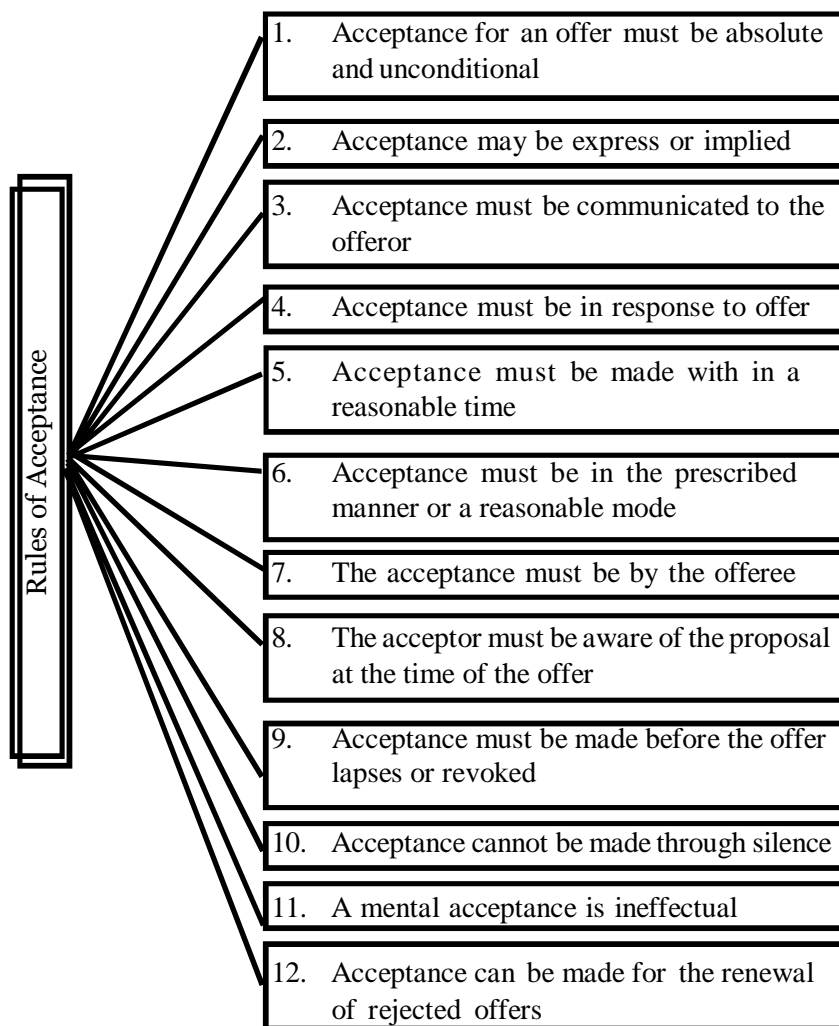 Rules of Acceptance
1. Acceptance for an offer must be absolute
and unconditional
2. Acceptance may be express or implied
3. Acceptance must be communicated to the
offeror
4. Acceptance must be in response to offer
5. Acceptance must be made with in a
reasonable time
6. Acceptance must be in the prescribed
manner or a reasonable mode
7. The acceptance must be by the offeree
8. The acceptor must be aware of the proposal
at the time of the offer
9. Acceptance must be made before the offer
lapses or revoked
10. Acceptance cannot be made through silence
11. A mental acceptance is ineffectual
12. Acceptance can be made for the renewal
of rejected offers